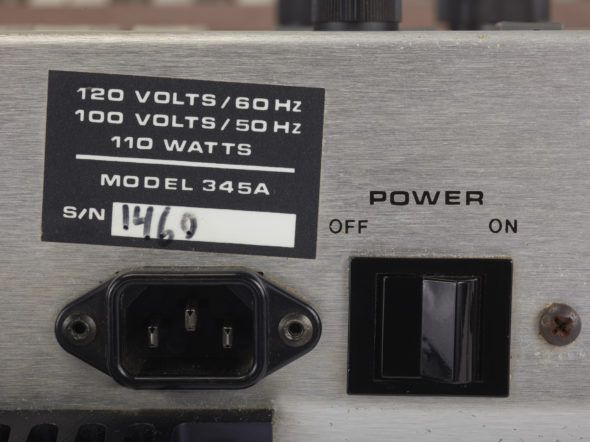 120 VOLTS/60 HZ
100 VOLTS/50 HZ
110 WATTS
MODEL 345A
S/N 1460
POWER
OFF ON